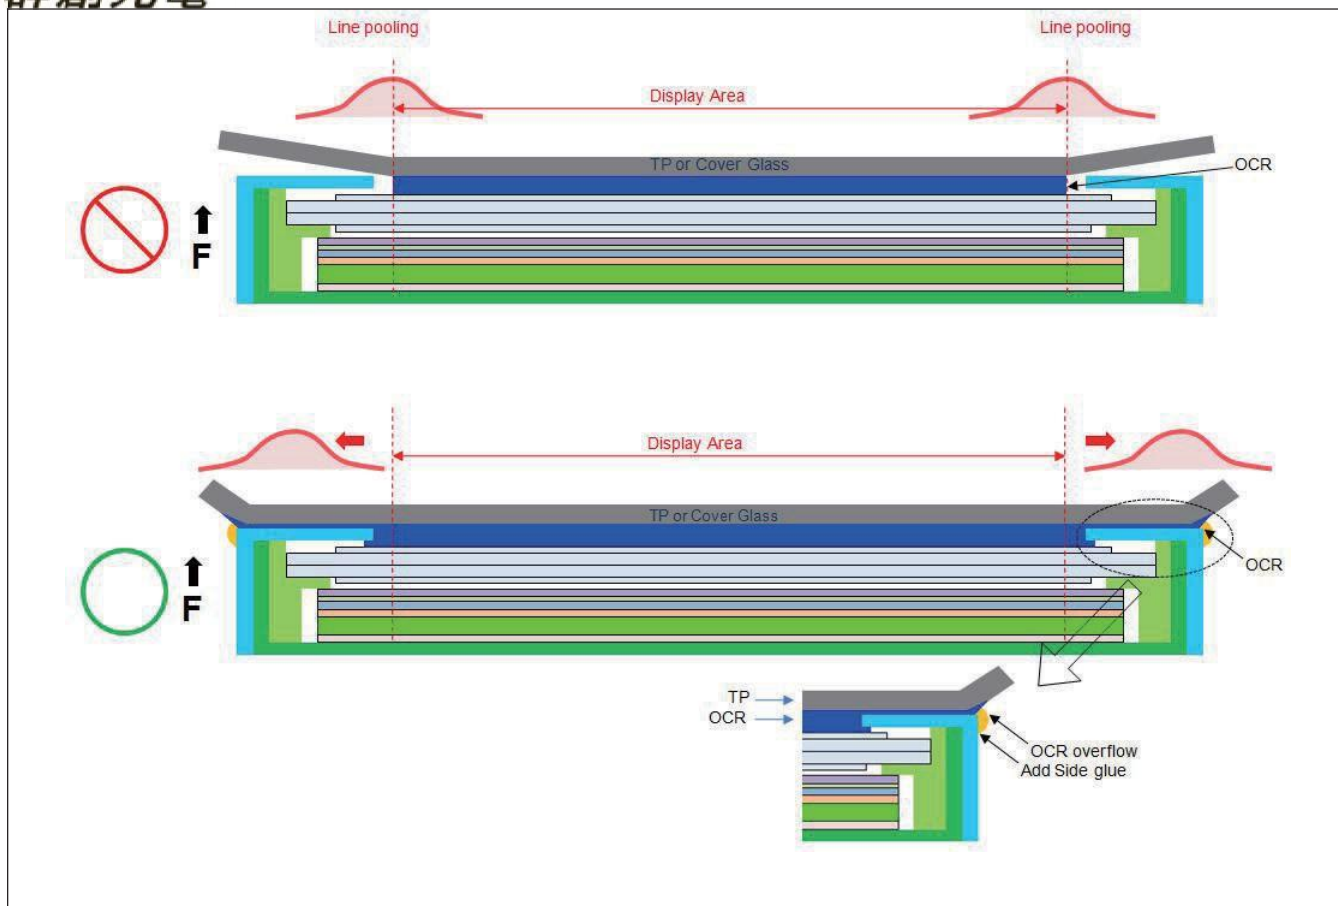 Line pooling
Line pooling
Display Area
TP or Cover Glass
OCR
F
Display Area
TP or Cover Glass
OCR
F
TP
OCR
OCR overflow
Add Side glue